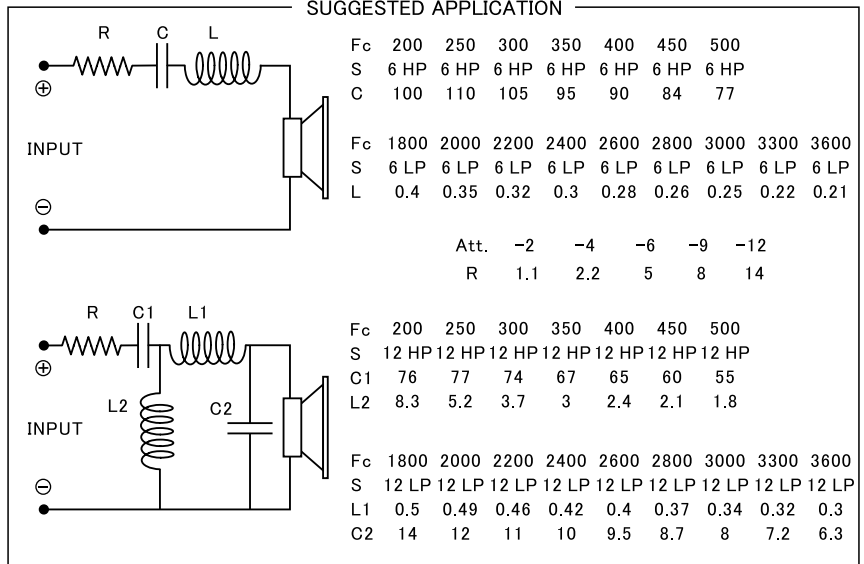 SUGGESTED APPLICATION
R C L
⊕
INPUT
⊖
Fc 200 250 300 350 400 450 500
S 6 HP 6 HP 6 HP 6 HP 6 HP 6 HP 6 HP
C 100 110 105 95 90 84 77
Fc 1800 2000 2200 2400 2600 2800 3000 3300 3600
S 6 LP 6 LP 6 LP 6 LP 6 LP 6 LP 6 LP 6 LP 6 LP
L 0.4 0.35 0.32 0.3 0.28 0.26 0.25 0.22 0.21
Att. -2 -4 -6 -9 -12
R 1.1 2.2 5 8 14
R C1 L1
⊕
L2 C2
INPUT
⊖
Fc 200 250 300 350 400 450 500
S 12 HP 12 HP 12 HP 12 HP 12 HP 12 HP 12 HP
C1 76 77 74 67 65 60 55
L2 8.3 5.2 3.7 3 2.4 2.1 1.8
Fc 1800 2000 2200 2400 2600 2800 3000 3300 3600
S 12 LP 12 LP 12 LP 12 LP 12 LP 12 LP 12 LP 12 LP 12 LP
L1 0.5 0.49 0.46 0.42 0.4 0.37 0.34 0.32 0.3
C2 14 12 11 10 9.5 8.7 8 7.2 6.3